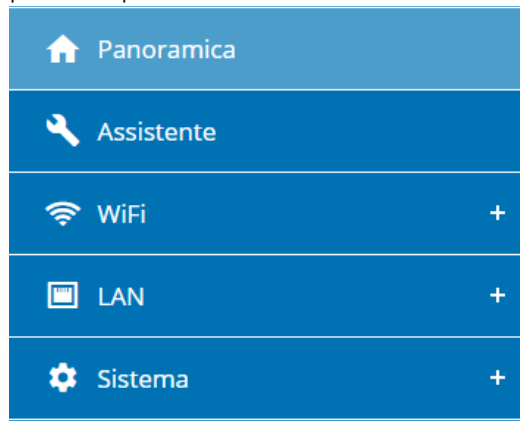 Panoramica
Assistente
WiFi +
LAN +
Sistema +